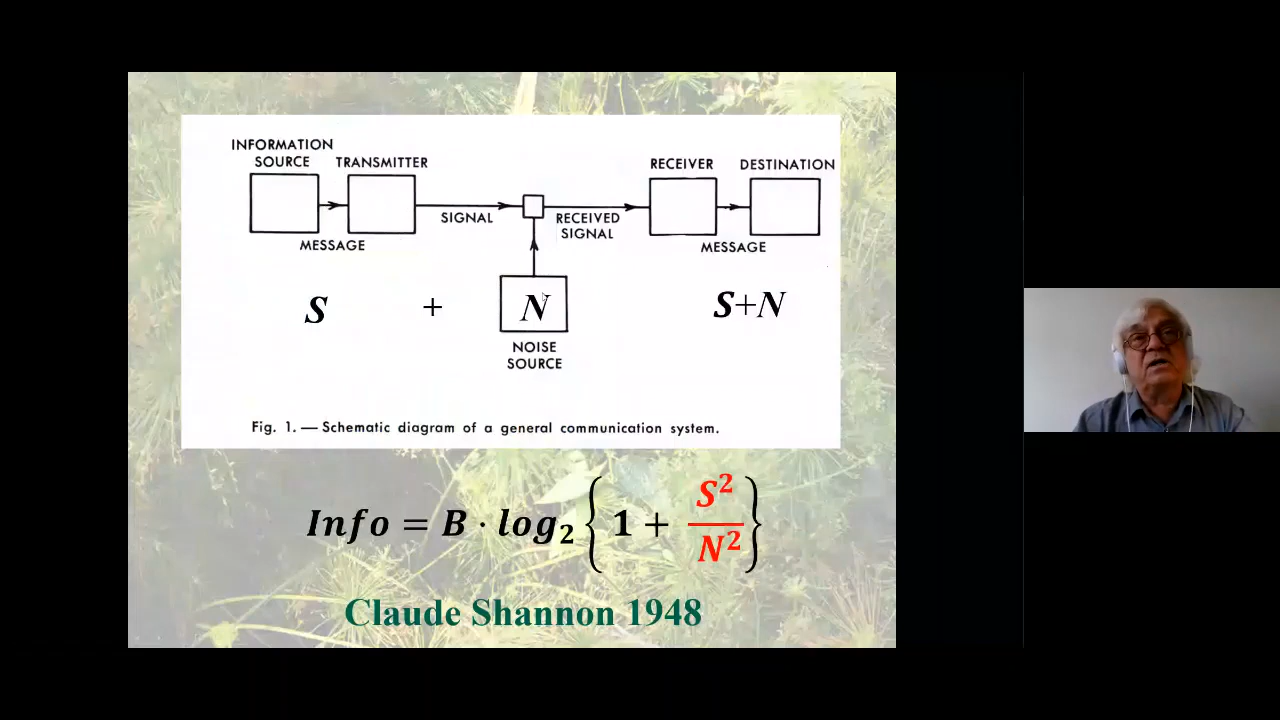 INFORMATION
SOURCE TRANSMITTER RECEIVER DESTINATION
SIGNAL RECEIVED
SIGNAL
MESSAGE MESSAGE
S + N S+N
NOISE
SOURCE
Fig. 1. — Schematic diagram of a general communication system.
Info = B · log₂ { 1 + S²/N² }
Claude Shannon 1948